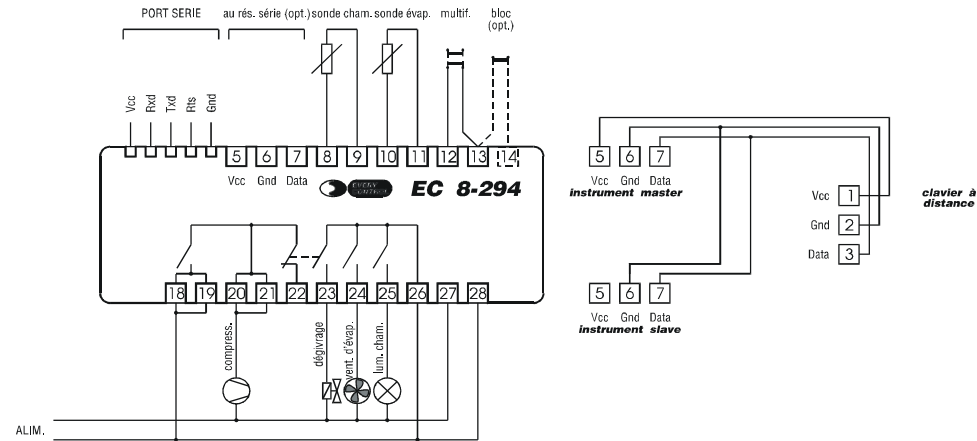 PORT SERIE
au rés. série (opt.)
sonde cham.
sonde évap.
multif.
bloc
(opt.)
Vcc
Rxd
Txd
Rts
Gnd
5 6 7 8 9 10 11 12 13 14
Vcc Gnd Data
EVERY
CONTROL
EC 8-294
18 19 20 21 22 23 24 25 26 27 28
compress.
dégivrage
vent. d'évap.
lum. cham.
ALIM.
5 6 7
Vcc Gnd Data
instrument master
Vcc 1
Gnd 2
Data 3
clavier à
distance
5 6 7
Vcc Gnd Data
instrument slave